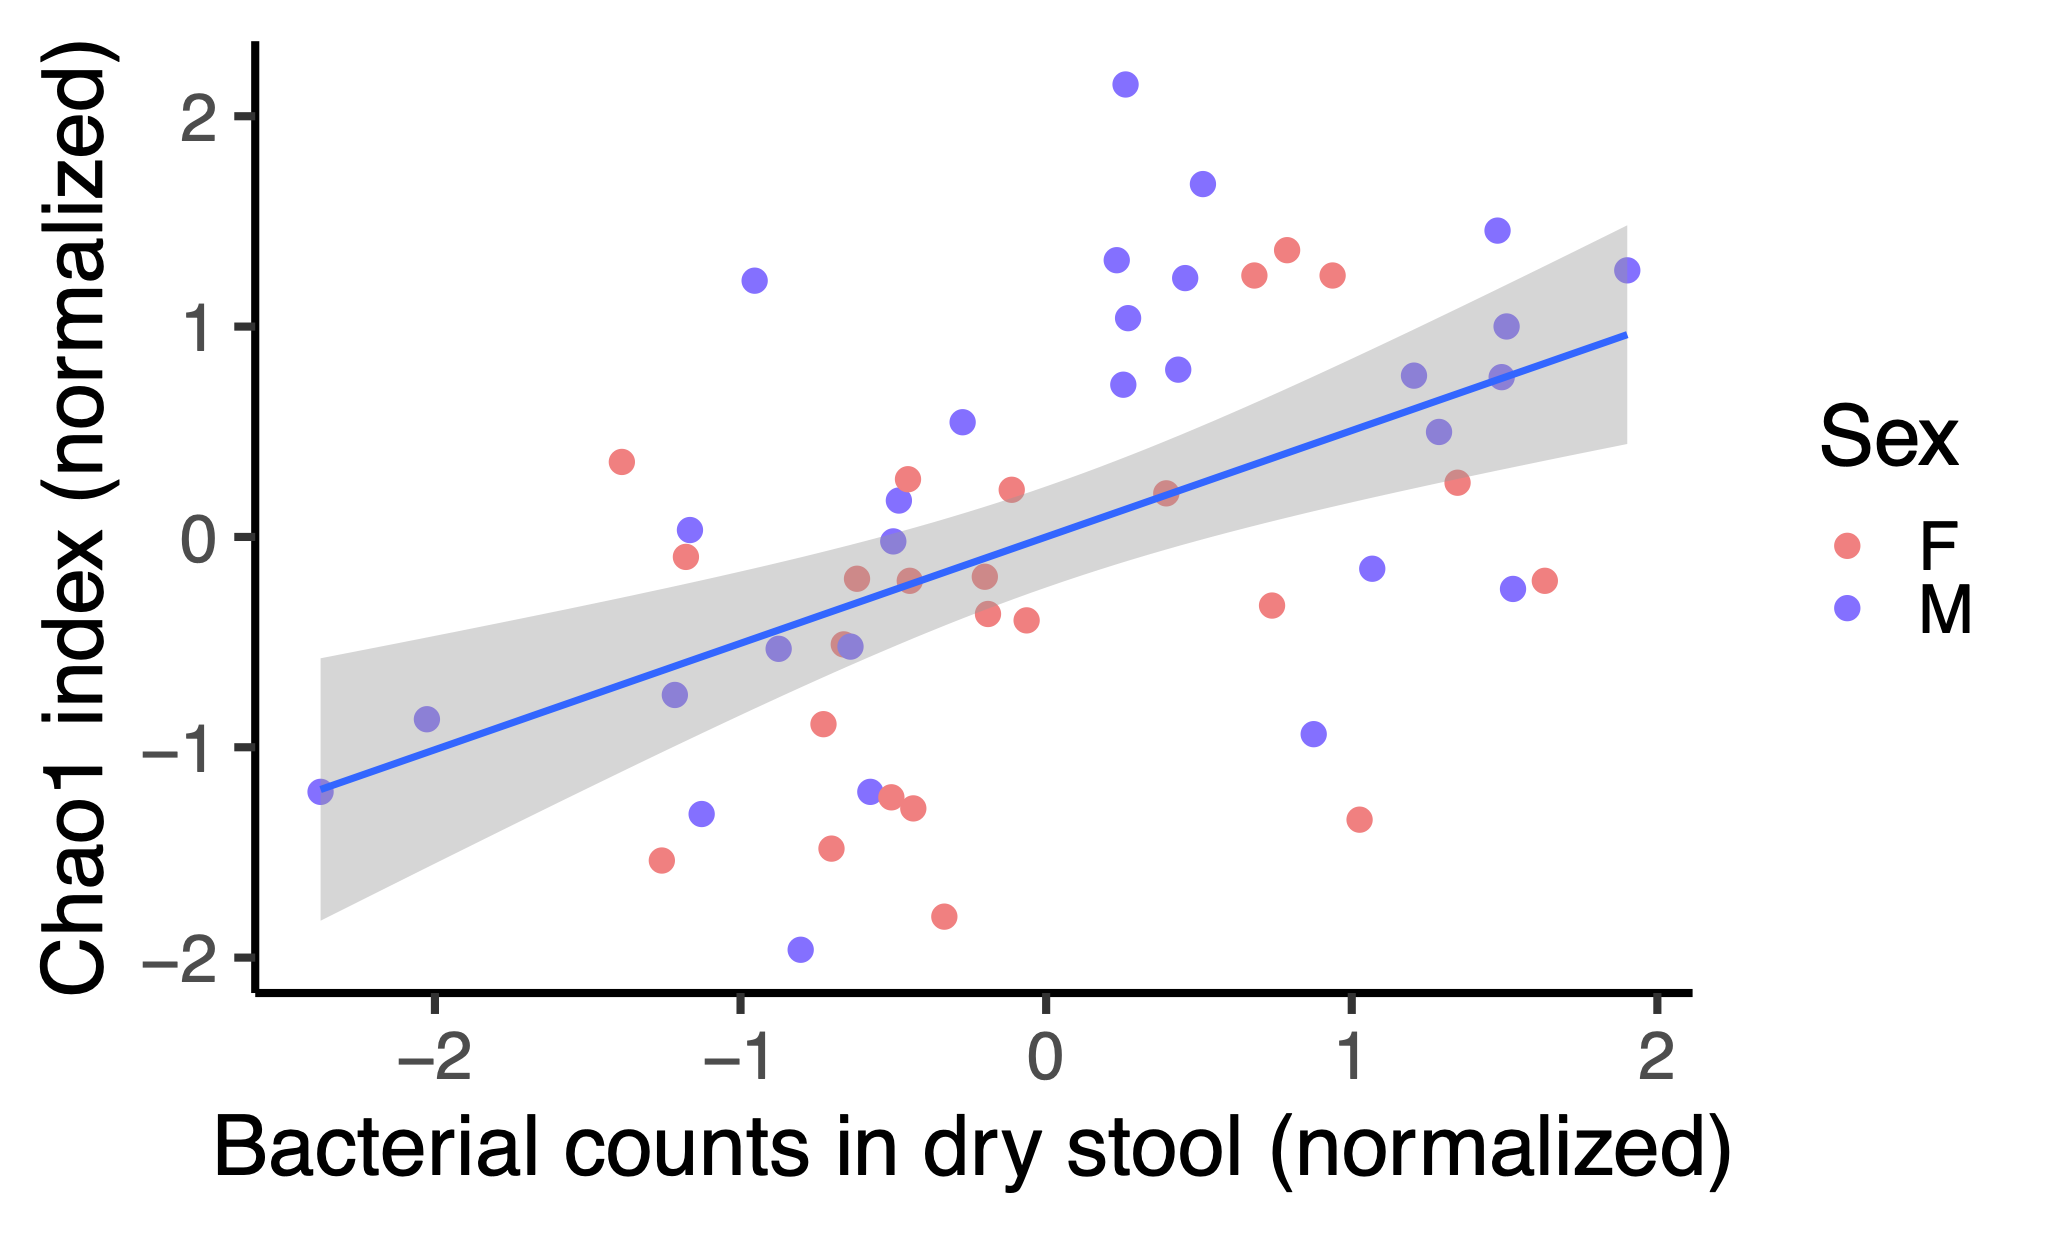 Chao1 index (normalized)
2
1
0
−1
−2
−2
−1
0
1
2
Bacterial counts in dry stool (normalized)
Sex
F
M